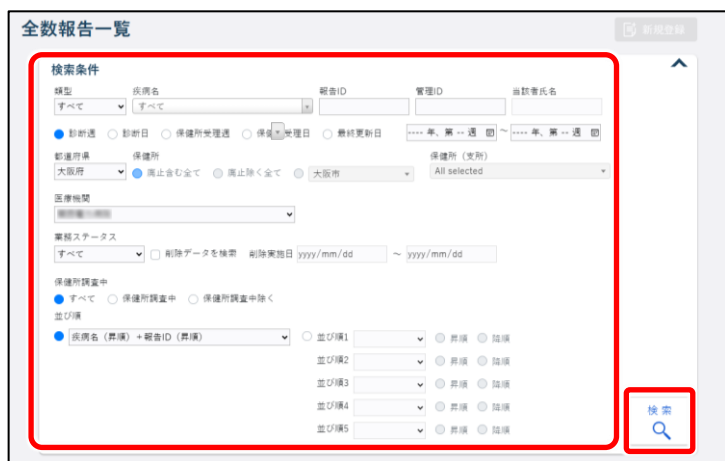 全数報告一覧
新規登録
検索条件
類型 疾病名 報告ID 管理ID 当該者氏名
すべて すべて
診断週 診断日 保健所受理週 保健所受理日 最終更新日 ---- 年、第 -- 週 ~ ---- 年、第 -- 週
都道府県 保健所 保健所（支所）
大阪府 廃止含む全て 廃止除く全て 大阪市 All selected
医療機関
業務ステータス
すべて 削除データを検索 削除実施日 yyyy/mm/dd ~ yyyy/mm/dd
保健所調査中
すべて 保健所調査中 保健所調査中除く
並び順
疾病名（昇順）+報告ID（昇順） 並び順1 昇順 降順
並び順2 昇順 降順
並び順3 昇順 降順
並び順4 昇順 降順
並び順5 昇順 降順
検索